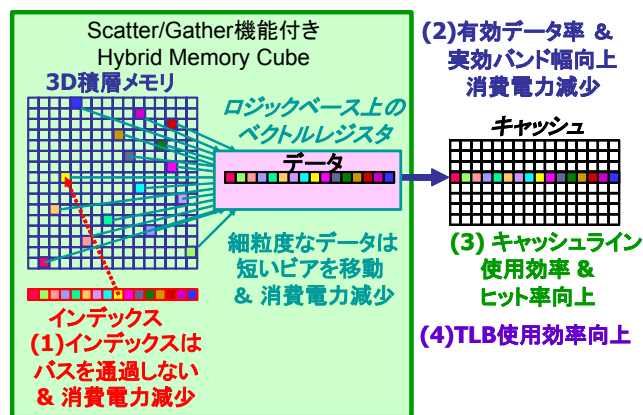 Scatter/Gather機能付き
Hybrid Memory Cube
3D積層メモリ
ロジックベース上の
ベクトルレジスタ
データ
細粒度なデータは
短いビアを移動
& 消費電力減少
インデックス
(1)インデックスは
バスを通過しない
& 消費電力減少
(2)有効データ率 &
実効バンド幅向上
消費電力減少
キャッシュ
(3) キャッシュライン
使用効率 &
ヒット率向上
(4)TLB使用効率向上